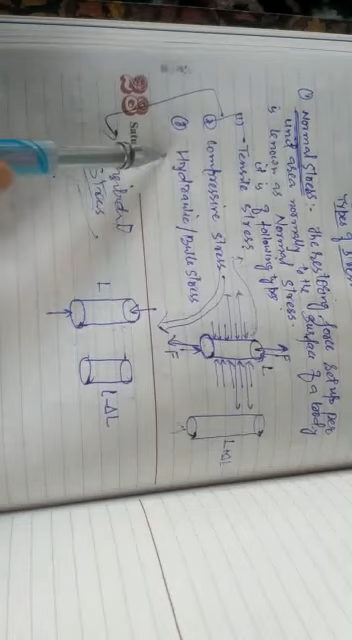 Types of Stress
① Normal Stress: The restoring force set up per
unit area normally to the surface of a body
is known as Normal Stress.
it is of following type
(1) → Tensile Stress.
② compressive stress.
③ Hydraulic/Bulk Stress
F
L
L+ΔL
F
Satu
Stress
L
L-ΔL